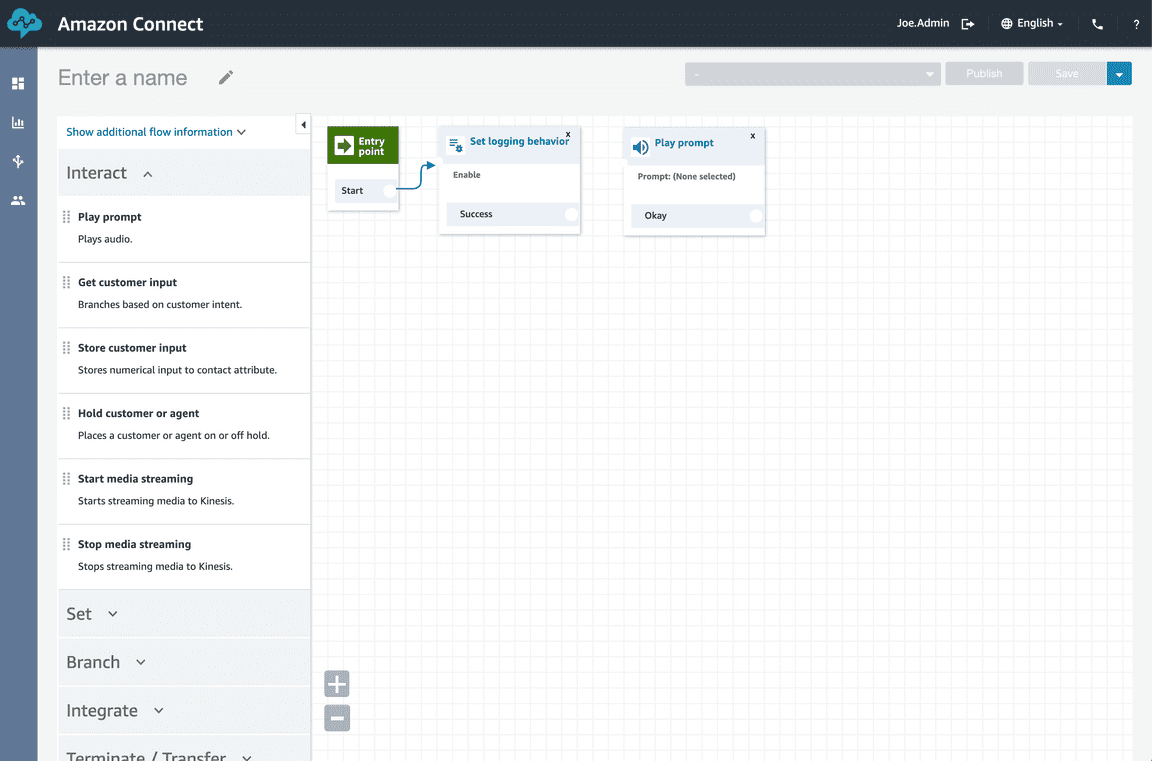 Amazon Connect
Joe.Admin
English
?
Enter a name
-
Publish
Save
Show additional flow information
Interact
Play prompt
Plays audio.
Get customer input
Branches based on customer intent.
Store customer input
Stores numerical input to contact attribute.
Hold customer or agent
Places a customer or agent on or off hold.
Start media streaming
Starts streaming media to Kinesis.
Stop media streaming
Stops streaming media to Kinesis.
Set
Branch
Integrate
Terminate / Transfer
Entry
point
Start
Set logging behavior
x
Enable
Success
Play prompt
x
Prompt: (None selected)
Okay